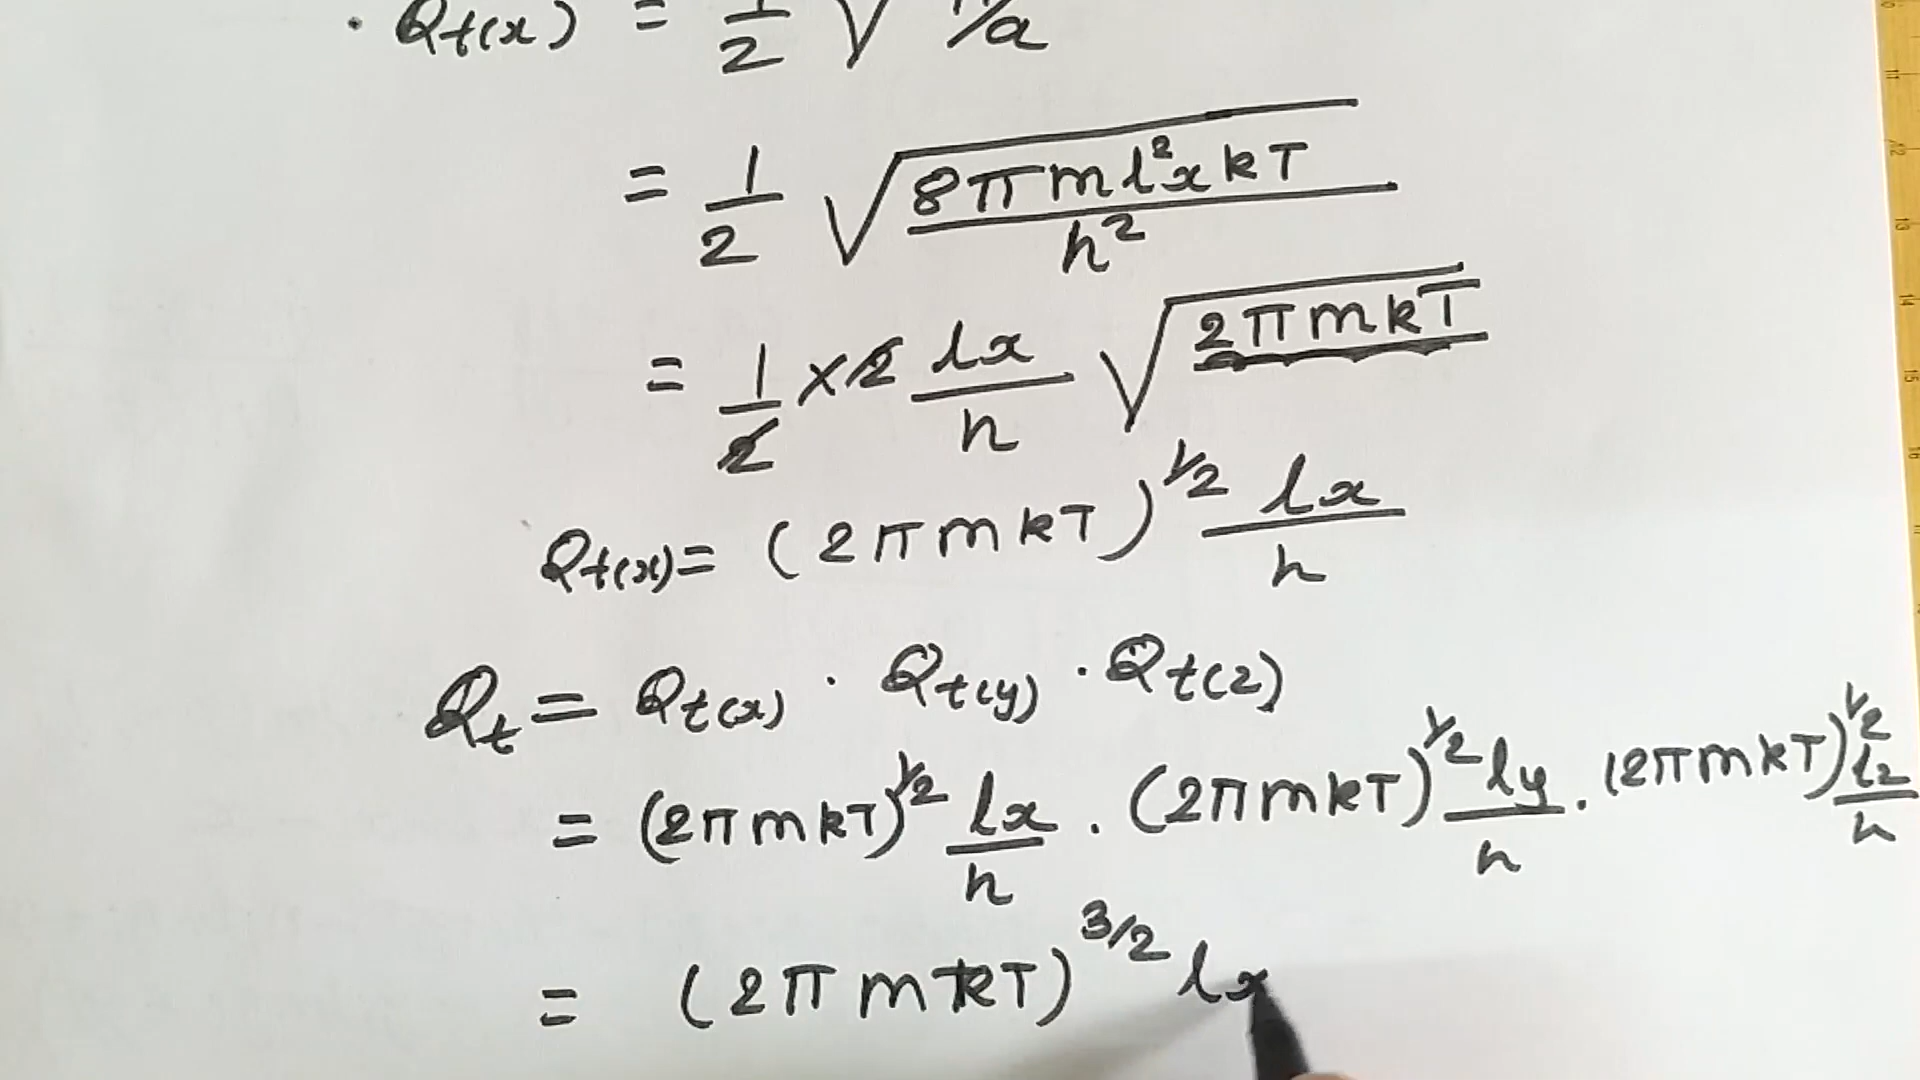 · Qt(x) = 1/2 √π/a
= 1/2 √(8πml²xkT/h²)
= 1/2 × 2 lx/h √2πmkT
Qt(x) = (2πmkT)^1/2 lx/h
Qt = Qt(x) · Qt(y) · Qt(z)
= (2πmkT)^1/2 lx/h · (2πmkT)^1/2 ly/h · (2πmkT)^1/2 lz/h
= (2πmkT)^3/2 lx